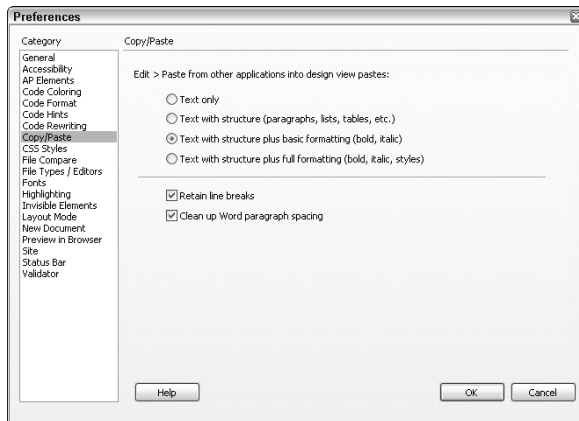 Preferences
Category
Copy/Paste
General
Accessibility
AP Elements
Code Coloring
Code Format
Code Hints
Code Rewriting
Copy/Paste
CSS Styles
File Compare
File Types / Editors
Fonts
Highlighting
Invisible Elements
Layout Mode
New Document
Preview in Browser
Site
Status Bar
Validator
Edit > Paste from other applications into design view pastes:
Text only
Text with structure (paragraphs, lists, tables, etc.)
Text with structure plus basic formatting (bold, italic)
Text with structure plus full formatting (bold, italic, styles)
Retain line breaks
Clean up Word paragraph spacing
Help
OK
Cancel